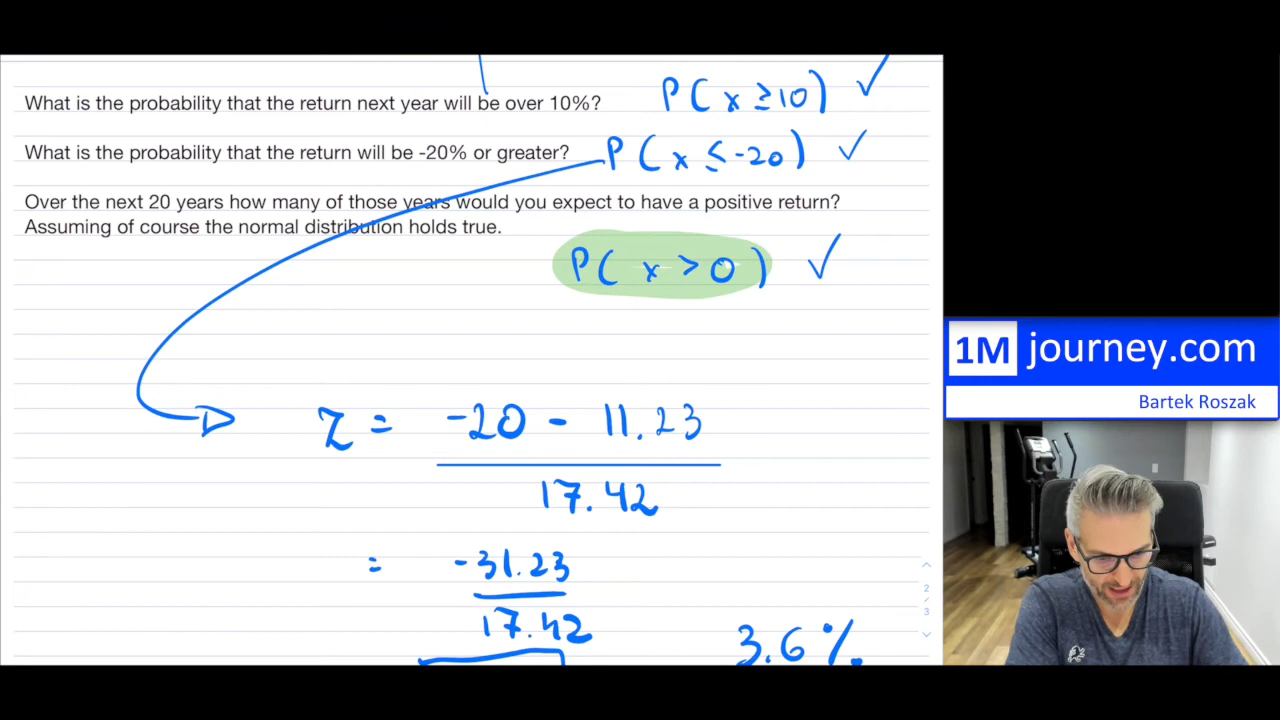 What is the probability that the return next year will be over 10%? P( x ≥ 10 ) ✓
What is the probability that the return will be -20% or greater? P( x ≤ -20 ) ✓
Over the next 20 years how many of those years would you expect to have a positive return?
Assuming of course the normal distribution holds true.
P( x > 0 ) ✓
z = -20 - 11.23
17.42
= -31.23
17.42
3.6%
1M journey.com
Bartek Roszak
2
/
3